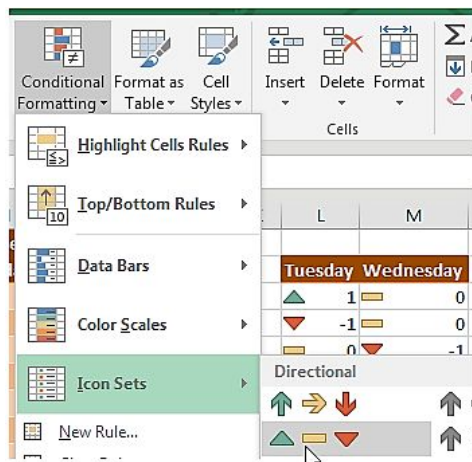 Conditional Format as Cell
Formatting Table Styles
Insert Delete Format
Cells
Highlight Cells Rules
Top/Bottom Rules
10
Data Bars
Color Scales
Icon Sets
New Rule...
L M
Tuesday Wednesday
1 0
-1 0
0 -1
Directional